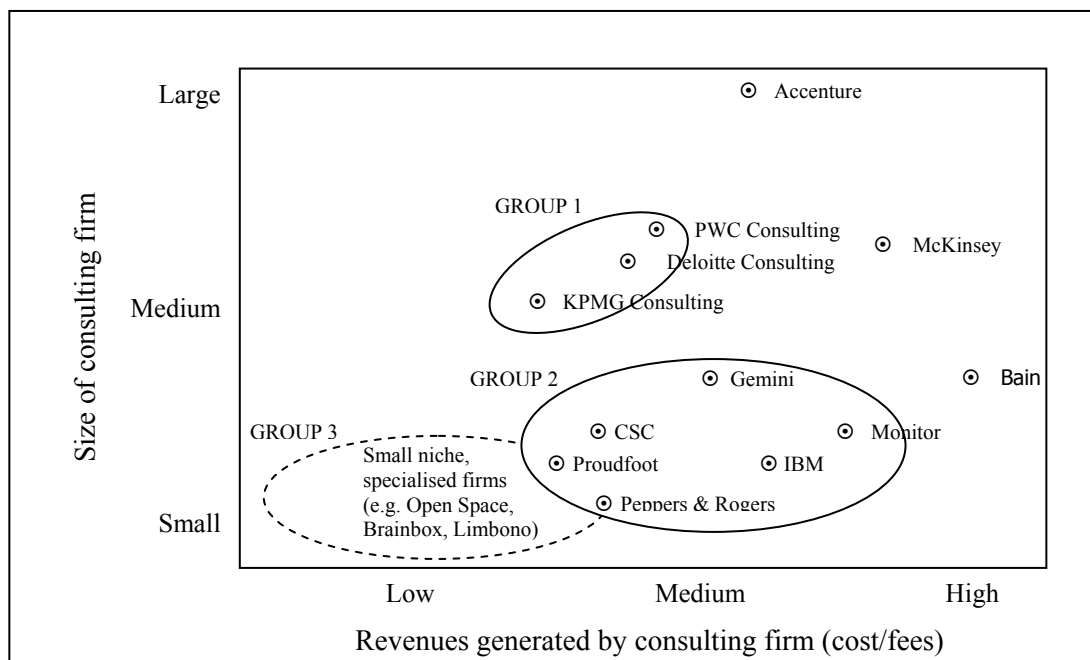 Large
Accenture
GROUP 1
PWC Consulting
McKinsey
Deloitte Consulting
KPMG Consulting
Medium
Size of consulting firm
GROUP 2
Gemini
Bain
GROUP 3
CSC
Monitor
Small niche,
specialised firms
(e.g. Open Space,
Brainbox, Limbono)
Proudfoot
IBM
Peppers & Rogers
Small
Low
Medium
High
Revenues generated by consulting firm (cost/fees)